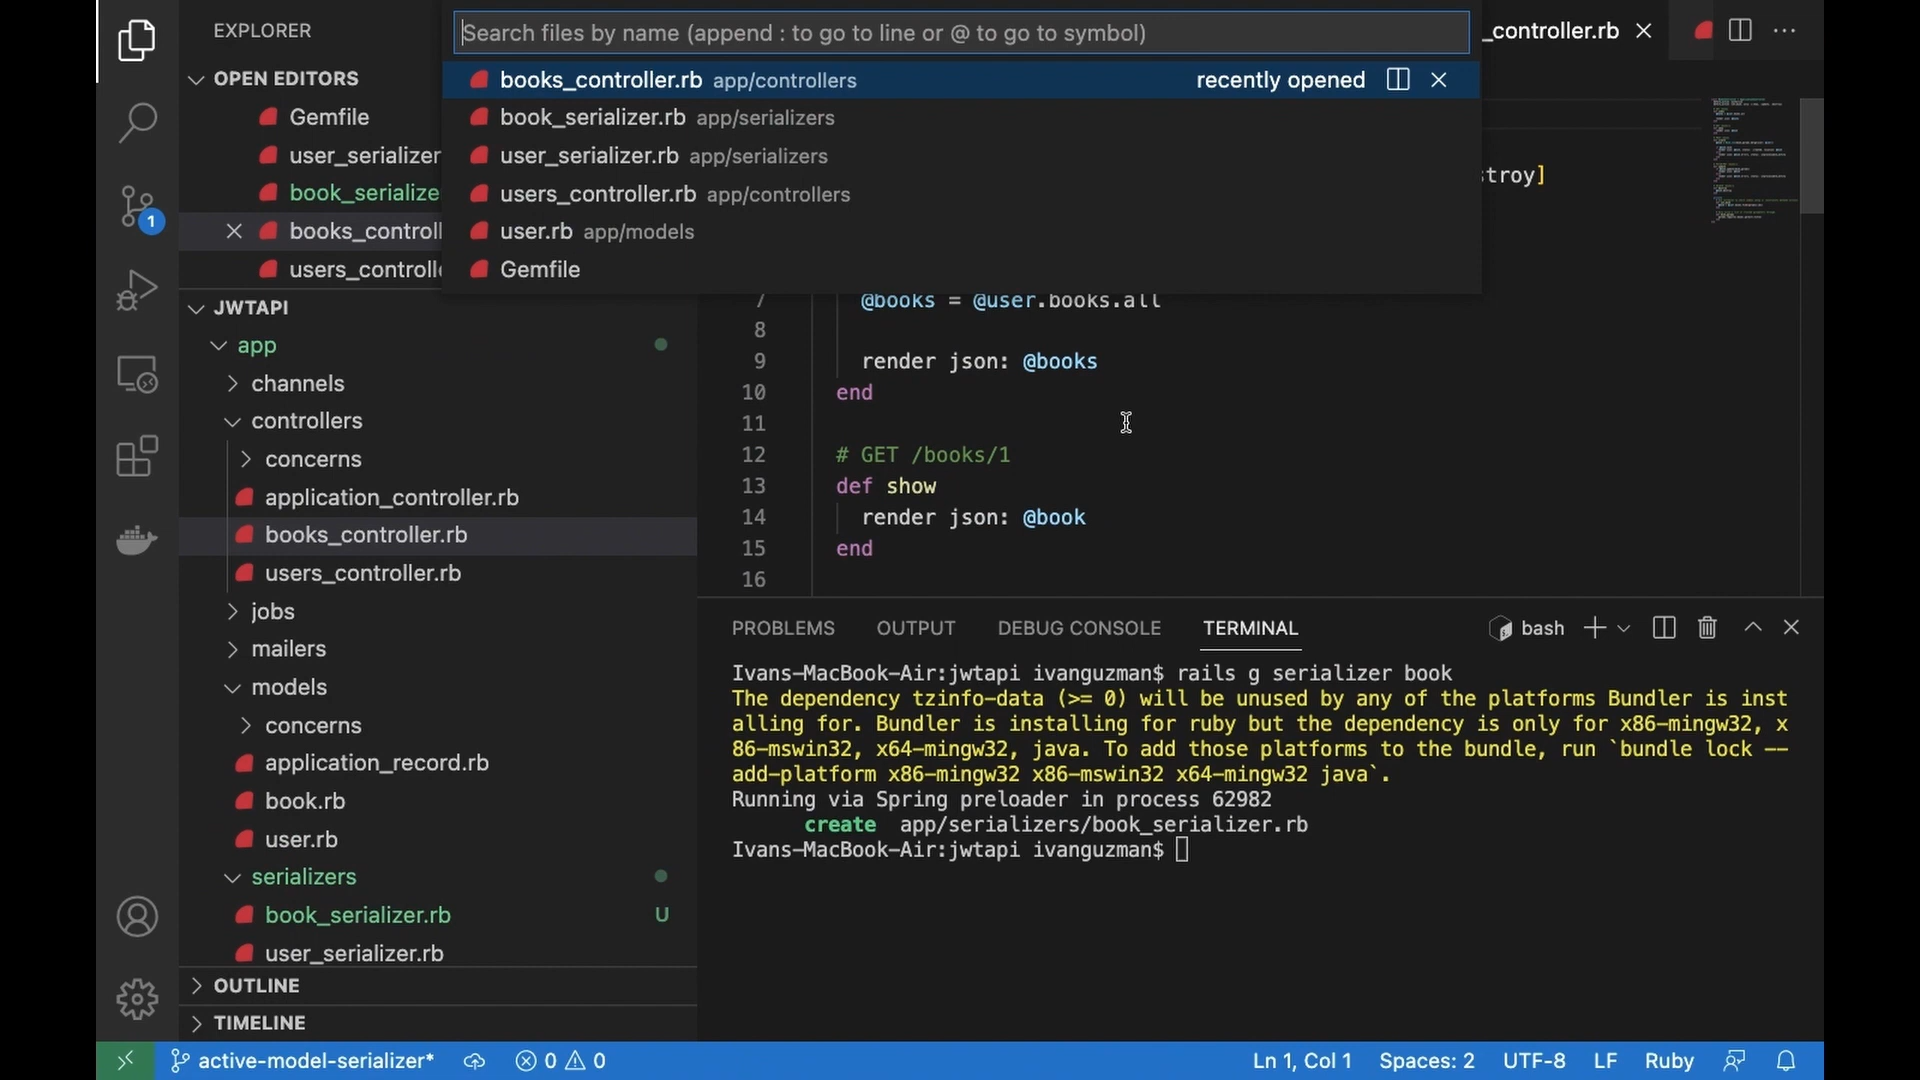 EXPLORER
OPEN EDITORS
Gemfile
user_serializer
book_serialize
books_controll
users_controlle
JWTAPI
app
channels
controllers
concerns
application_controller.rb
books_controller.rb
users_controller.rb
jobs
mailers
models
concerns
application_record.rb
book.rb
user.rb
serializers
book_serializer.rb U
user_serializer.rb
OUTLINE
TIMELINE
Search files by name (append : to go to line or @ to go to symbol)
books_controller.rb app/controllers recently opened
book_serializer.rb app/serializers
user_serializer.rb app/serializers
users_controller.rb app/controllers
user.rb app/models
Gemfile
_controller.rb
stroy]
7 @books = @user.books.all
8
9 render json: @books
10 end
11
12 # GET /books/1
13 def show
14 render json: @book
15 end
16
PROBLEMS OUTPUT DEBUG CONSOLE TERMINAL bash
Ivans-MacBook-Air:jwtapi ivanguzman$ rails g serializer book
The dependency tzinfo-data (>= 0) will be unused by any of the platforms Bundler is inst
alling for. Bundler is installing for ruby but the dependency is only for x86-mingw32, x
86-mswin32, x64-mingw32, java. To add those platforms to the bundle, run `bundle lock --
add-platform x86-mingw32 x86-mswin32 x64-mingw32 java`.
Running via Spring preloader in process 62982
create app/serializers/book_serializer.rb
Ivans-MacBook-Air:jwtapi ivanguzman$
1
active-model-serializer* 0 0 Ln 1, Col 1 Spaces: 2 UTF-8 LF Ruby